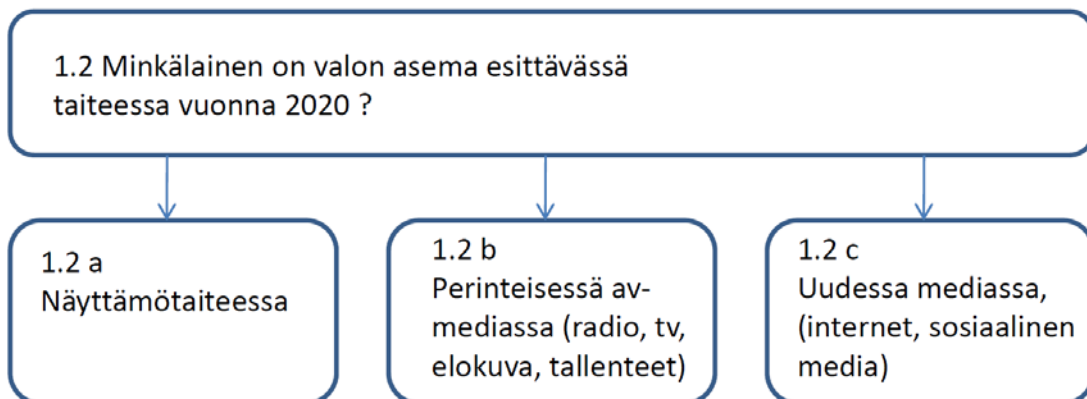 1.2 Minkälainen on valon asema esittävässä
taiteessa vuonna 2020 ?
1.2 a
Näyttämötaiteessa
1.2 b
Perinteisessä av-
mediassa (radio, tv,
elokuva, tallenteet)
1.2 c
Uudessa mediassa,
(internet, sosiaalinen
media)